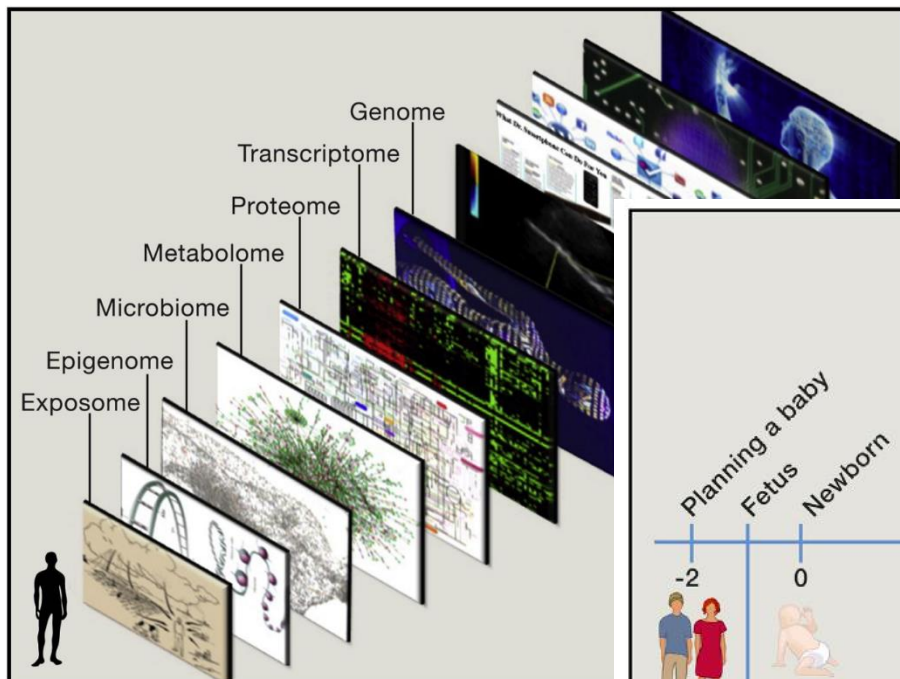 Genome
Transcriptome
Proteome
Metabolome
Microbiome
Epigenome
Exposome
What Dr. Smartphone Can Do For You
Planning a baby
Fetus
Newborn
-2
0